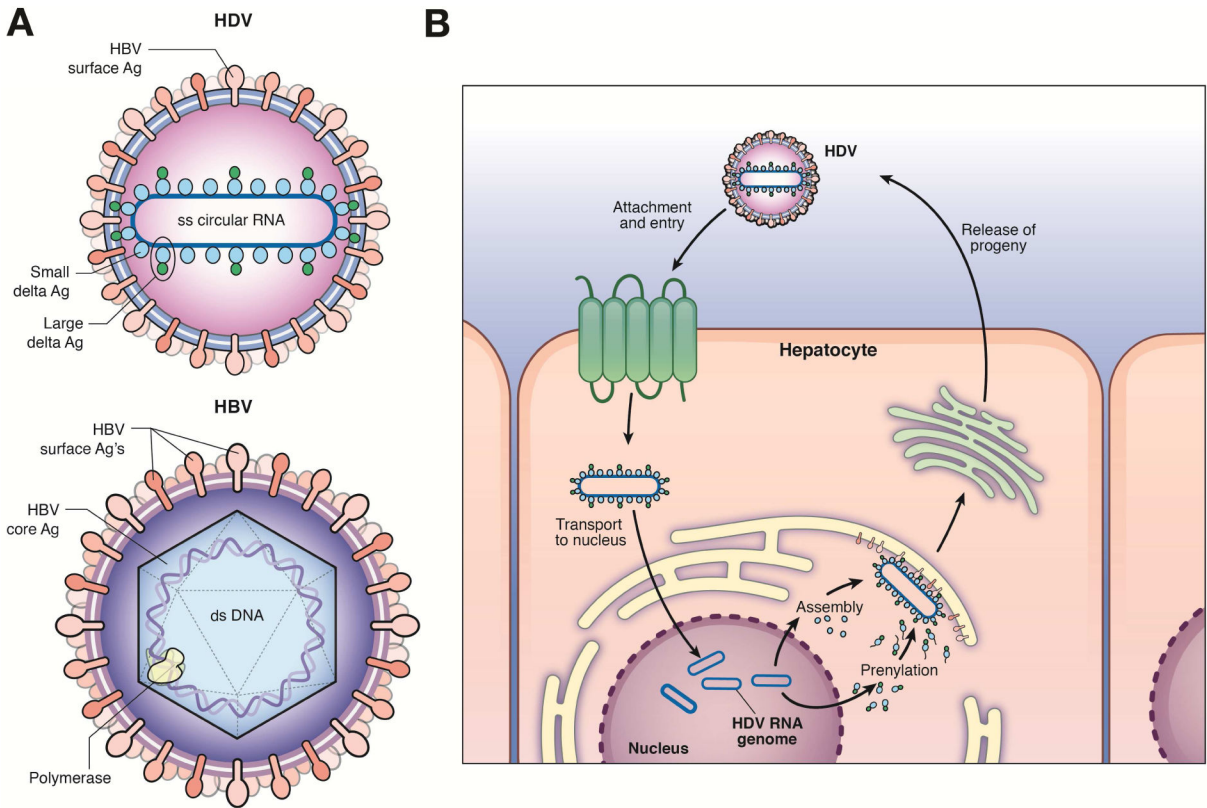 A
HDV
HBV
surface Ag
ss circular RNA
Small
delta Ag
Large
delta Ag
HBV
HBV
surface Ag's
HBV
core Ag
ds DNA
Polymerase
B
HDV
Attachment
and entry
Release of
progeny
Hepatocyte
Transport
to nucleus
Assembly
Prenylation
HDV RNA
genome
Nucleus